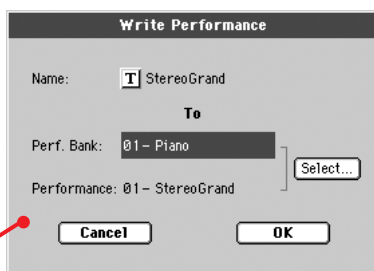 Write Performance
Name: T StereoGrand
To
Perf. Bank: 01- Piano
Select...
Performance: 01- StereoGrand
Cancel OK